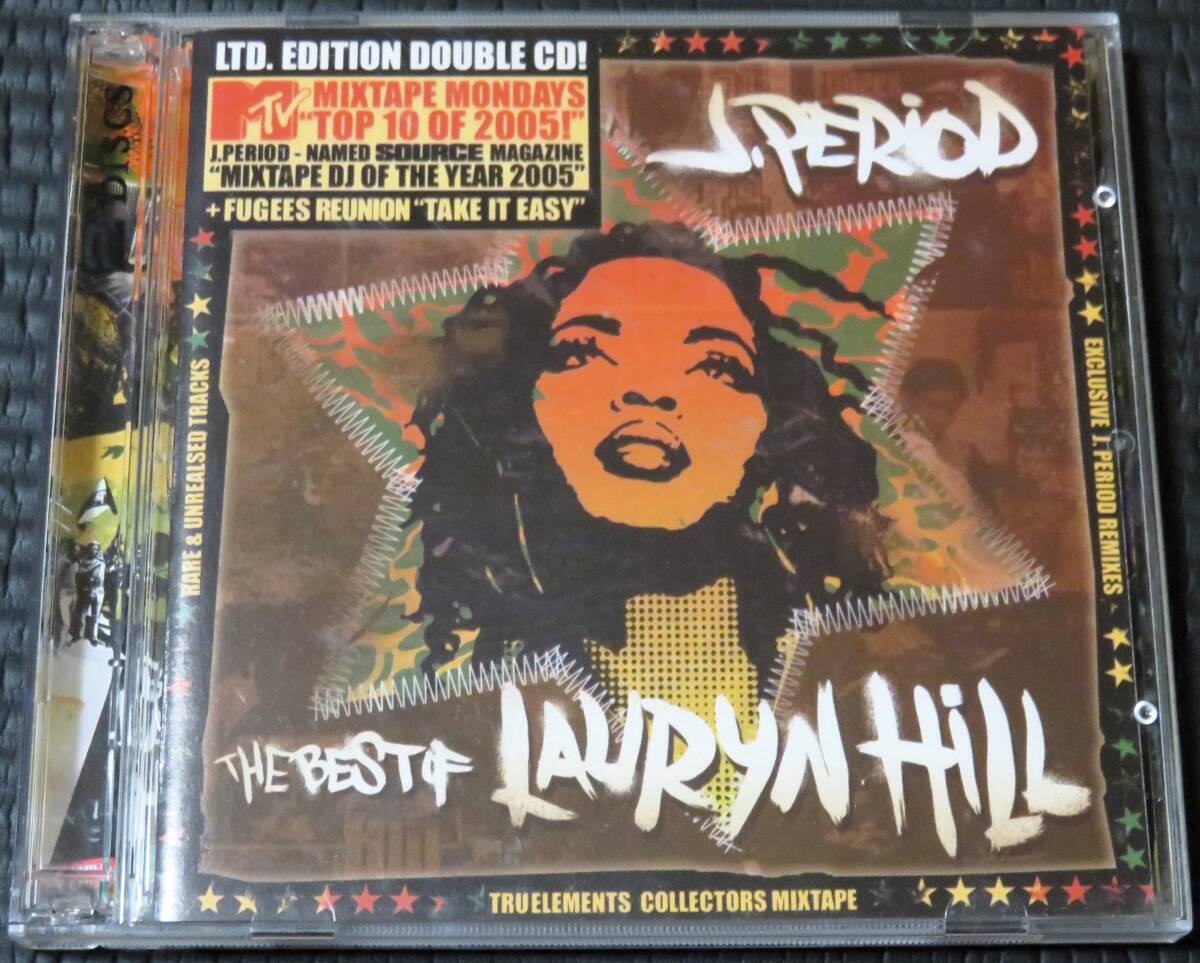 LTD. EDITION DOUBLE CD!
MTV MIXTAPE MONDAYS
"TOP 10 OF 2005!"
J.PERIOD - NAMED SOURCE MAGAZINE
"MIXTAPE DJ OF THE YEAR 2005"
+ FUGEES REUNION "TAKE IT EASY"
J.PERiOD
2 Discs
RARE & UNREALSED TRACKS
EXCLUSIVE J. PERIOD REMIXES
THE BEST OF LAURYN HiLL
TRUELEMENTS COLLECTORS MIXTAPE